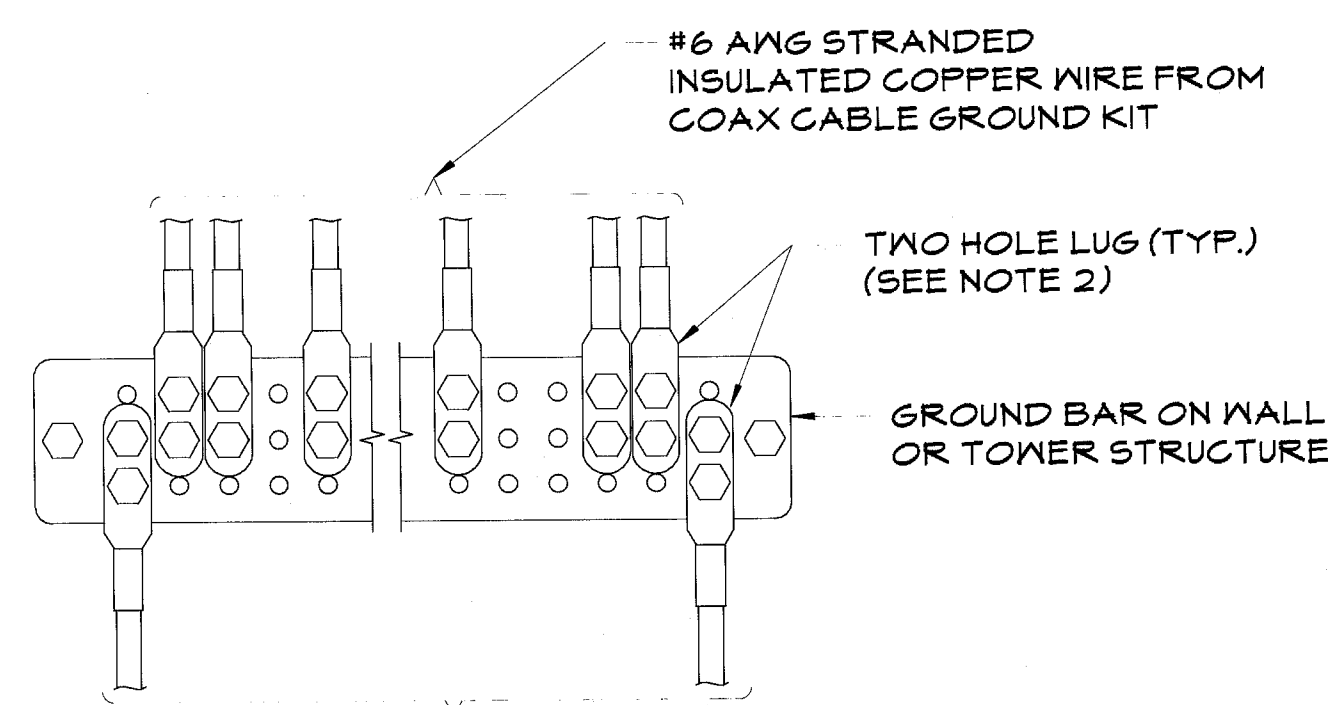 #6 AWG STRANDED
INSULATED COPPER WIRE FROM
COAX CABLE GROUND KIT
TWO HOLE LUG (TYP.)
(SEE NOTE 2)
GROUND BAR ON WALL
OR TOWER STRUCTURE